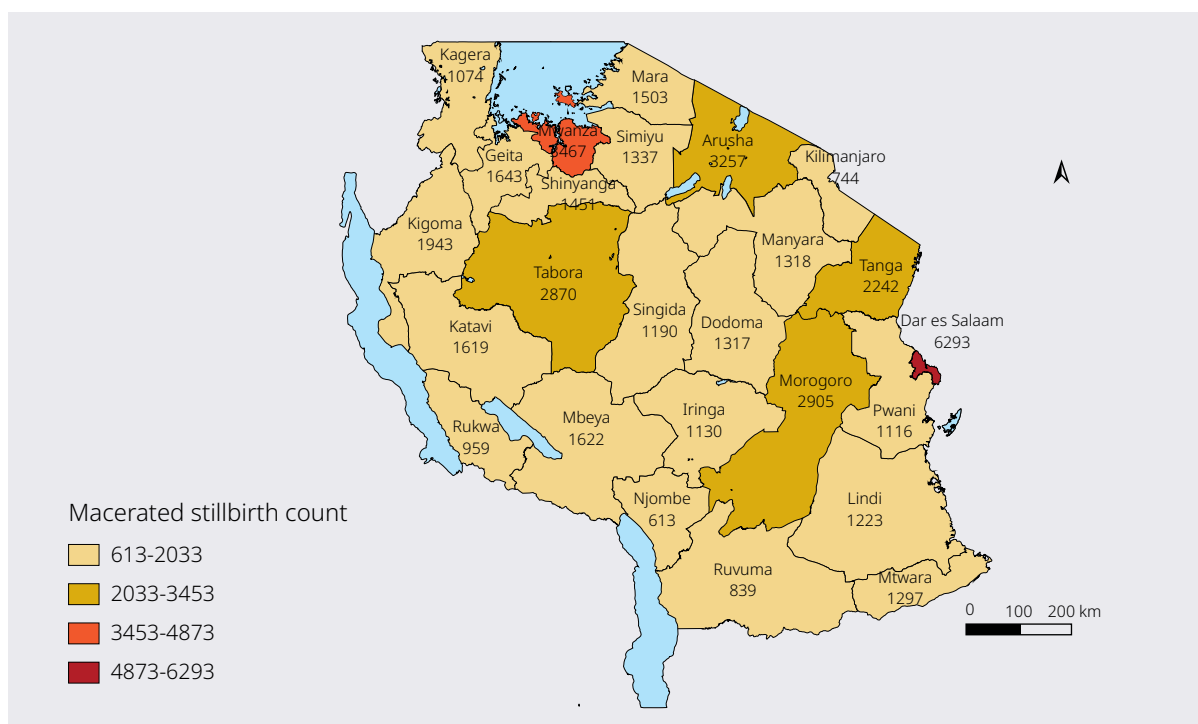 Kagera
1074
Mara
1503
Mwanza
3467
Simiyu
1337
Arusha
3257
Kilimanjaro
744
Geita
1643
Shinyanga
1451
Kigoma
1943
Manyara
1318
Tabora
2870
Tanga
2242
Singida
1190
Dodoma
1317
Dar es Salaam
6293
Katavi
1619
Morogoro
2905
Pwani
1116
Mbeya
1622
Iringa
1130
Rukwa
959
Njombe
613
Lindi
1223
Ruvuma
839
Mtwara
1297
Macerated stillbirth count
613-2033
2033-3453
3453-4873
4873-6293
0 100 200 km